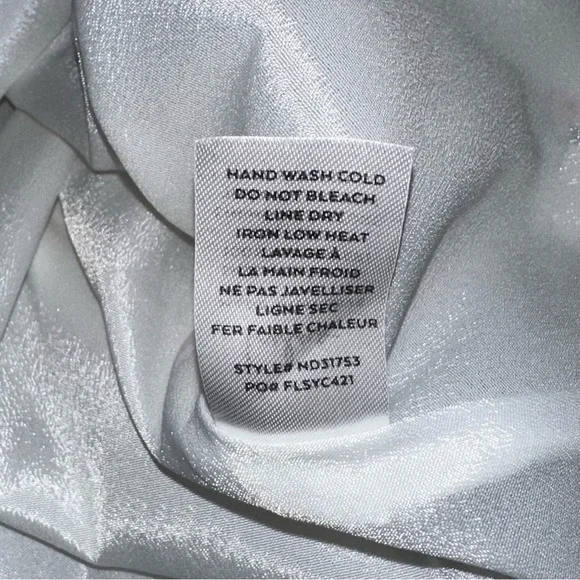 HAND WASH COLD
DO NOT BLEACH
LINE DRY
IRON LOW HEAT
LAVAGE À
LA MAIN FROID
NE PAS JAVELLISER
LIGNE SEC
FER FAIBLE CHALEUR
STYLE# ND31753
PO# FLSYC421